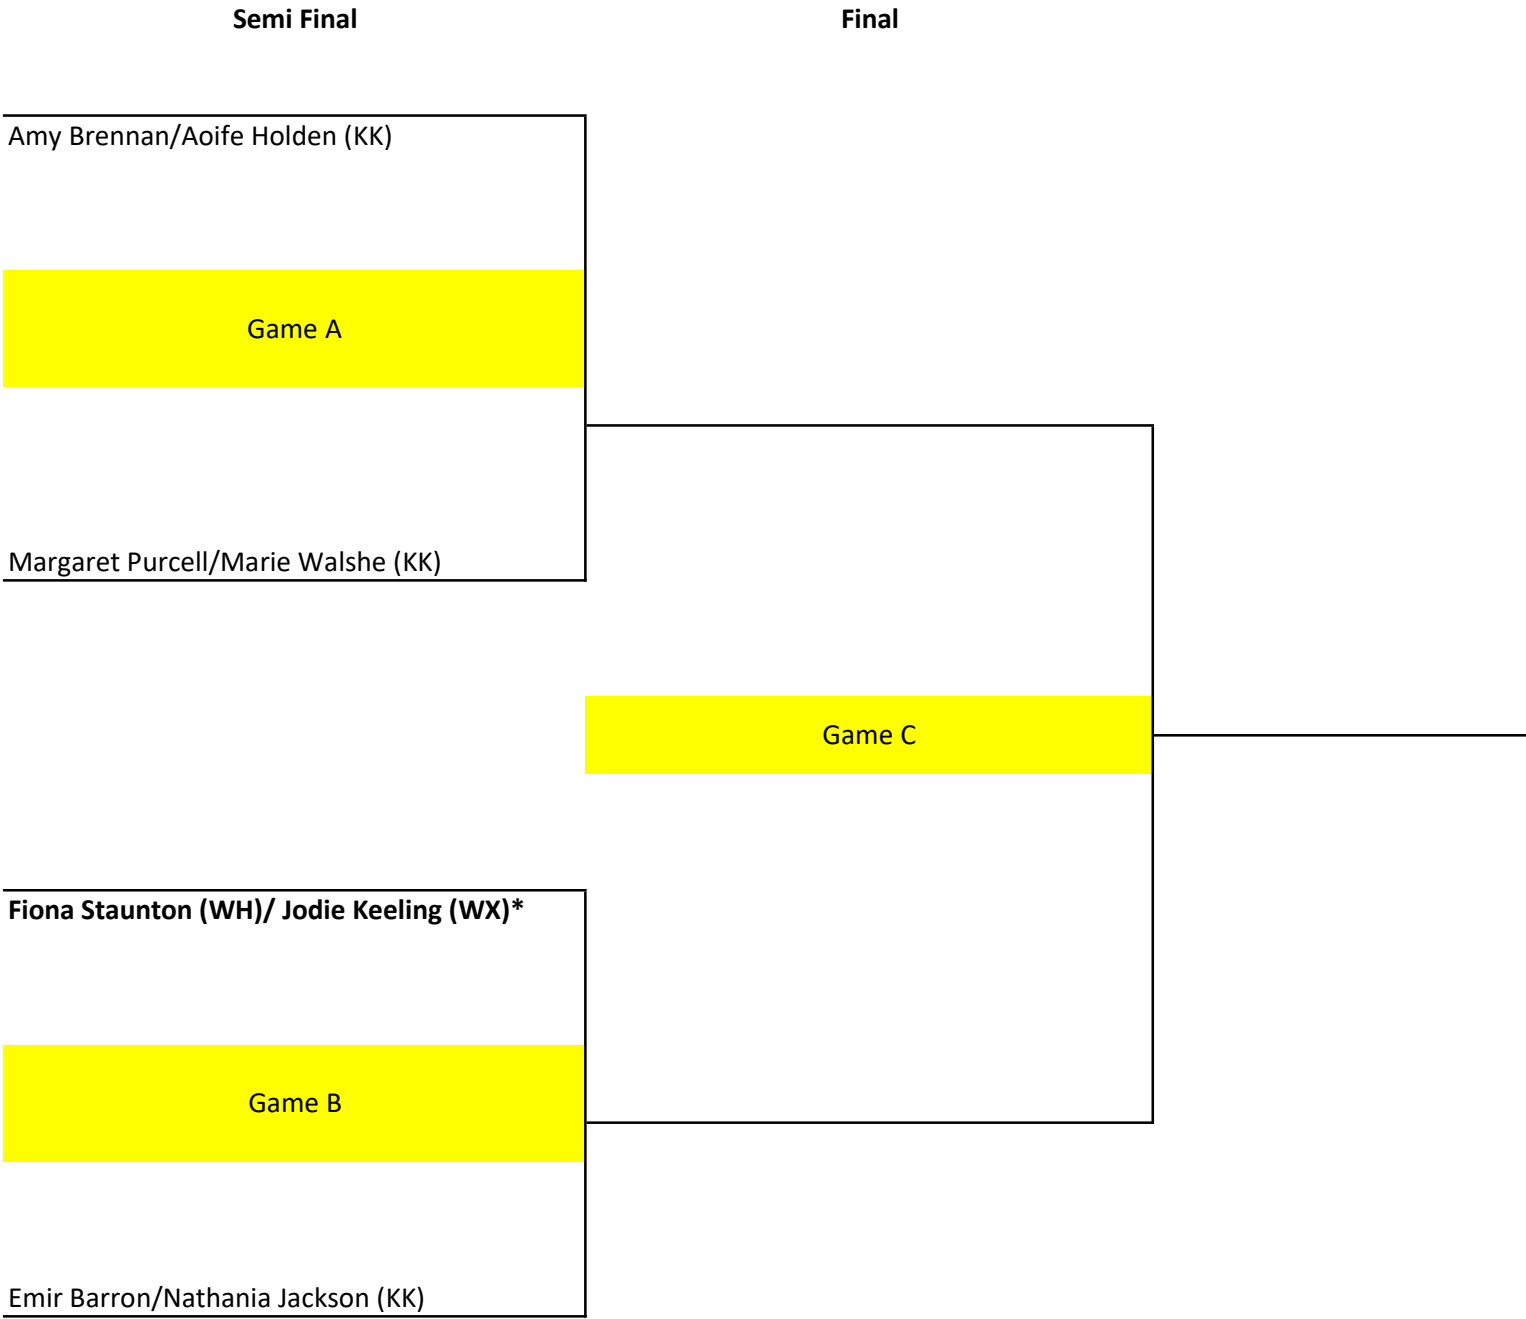 Semi Final
Final
Amy Brennan/Aoife Holden (KK)
Game A
Margaret Purcell/Marie Walshe (KK)
Game C
Fiona Staunton (WH)/ Jodie Keeling (WX)*
Game B
Emir Barron/Nathania Jackson (KK)